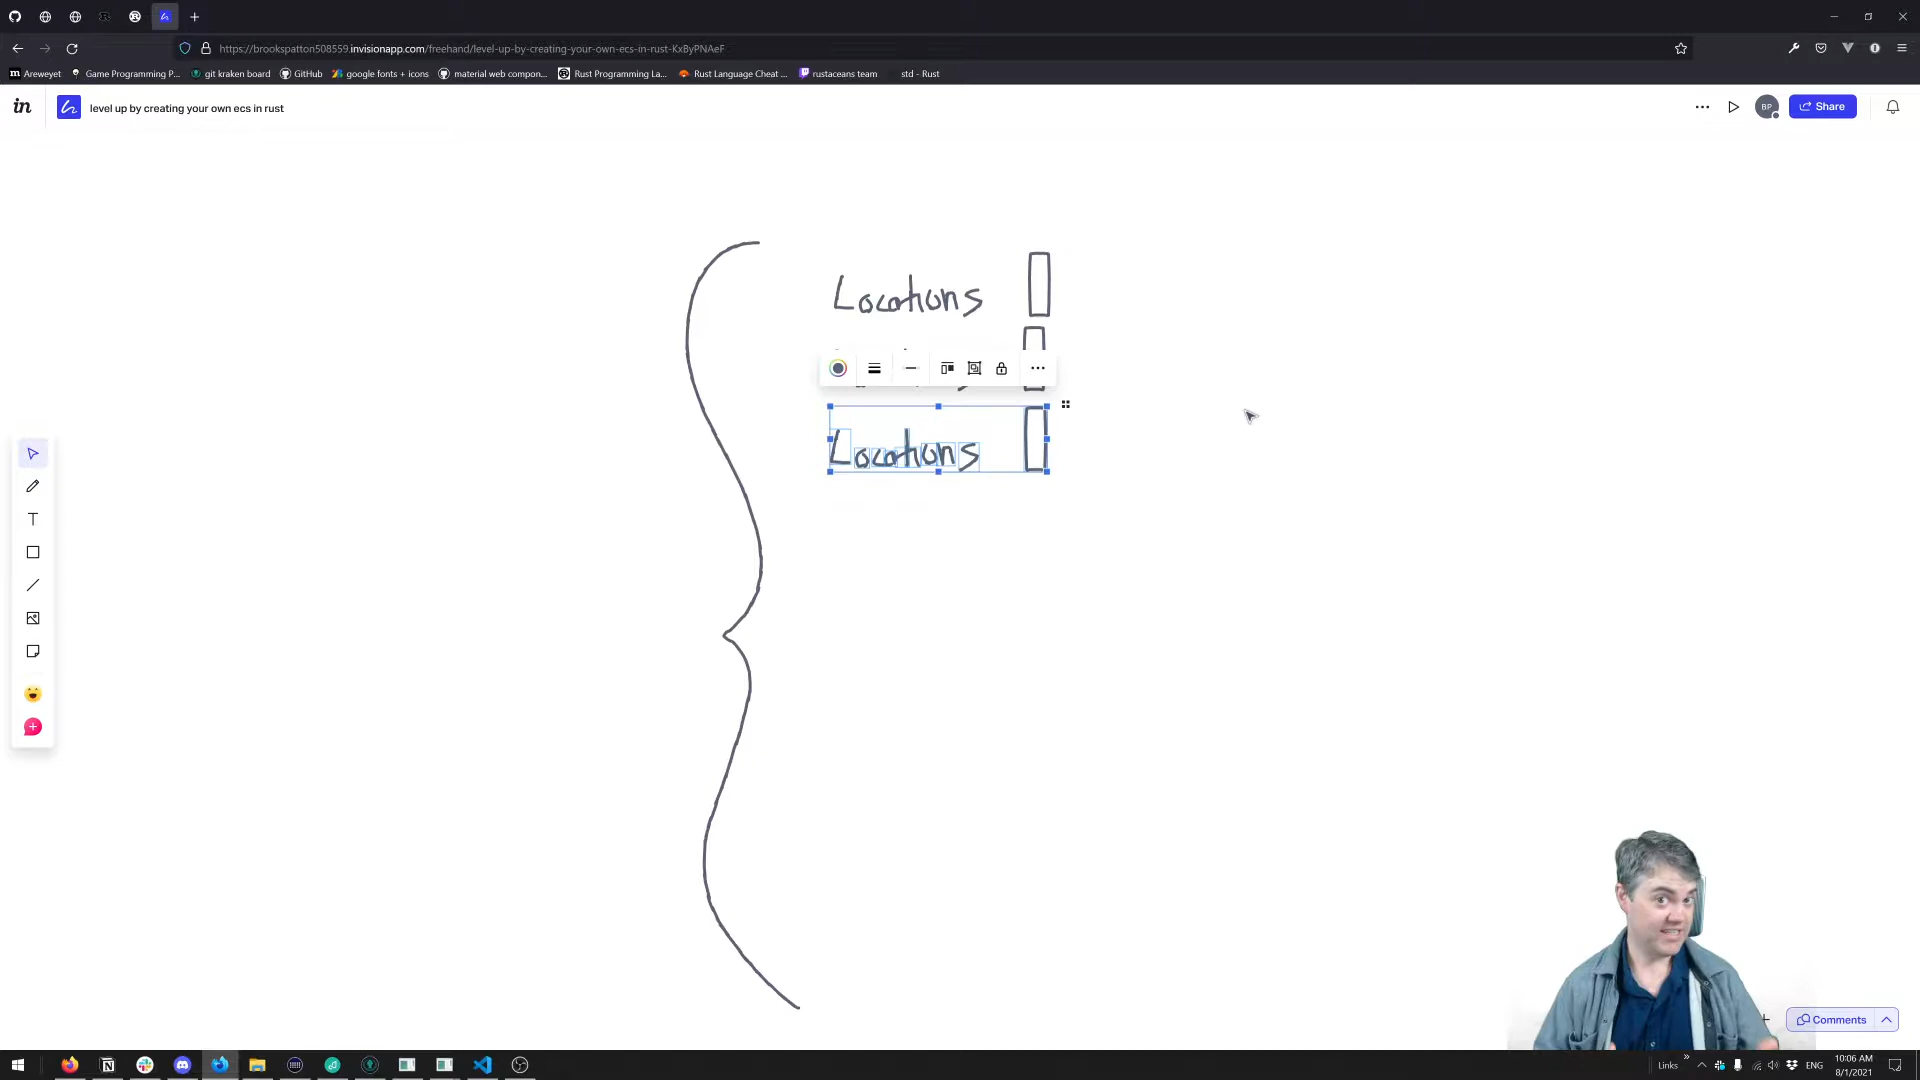 https://brookspatton508559.invisionapp.com/freehand/level-up-by-creating-your-own-ecs-in-rust-KxByPNAeF
Areweyet Game Programming P... git kraken board GitHub google fonts + icons material web compon... Rust Programming La... Rust Language Cheat ... rustaceans team std - Rust
in level up by creating your own ecs in rust BP Share
Locations
Locations
T
Comments
Links ENG 10:06 AM
8/1/2021